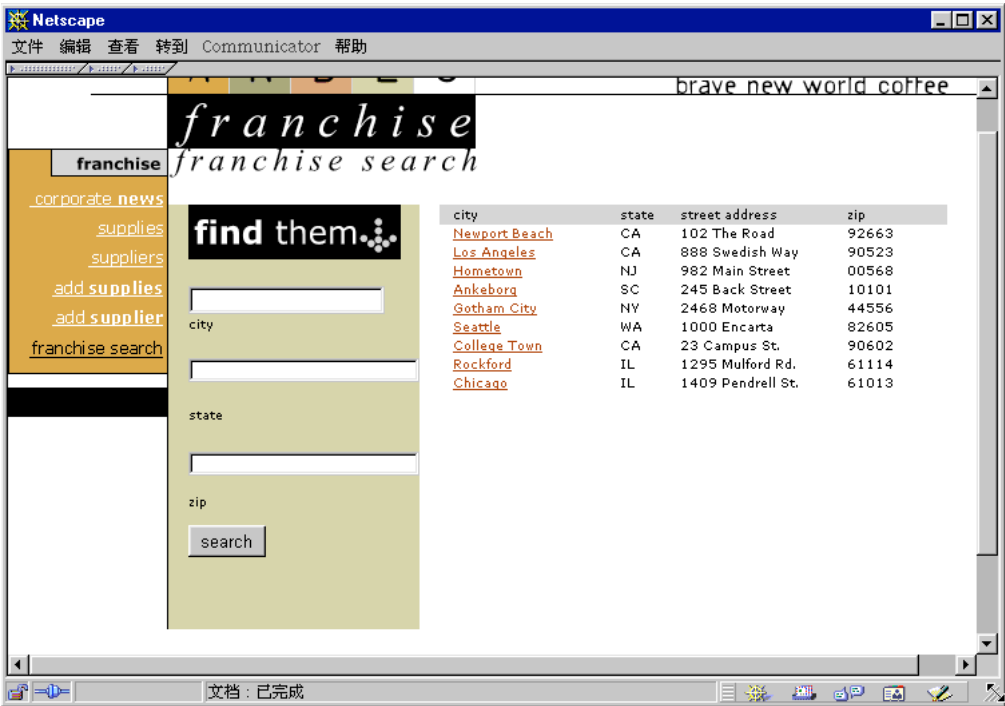 Netscape
文件 编辑 查看 转到 Communicator 帮助
brave new world coffee
franchise
franchise search
franchise
corporate news
supplies
suppliers
add supplies
add supplier
franchise search
find them
city
state
zip
search
city state street address zip
Newport Beach CA 102 The Road 92663
Los Angeles CA 888 Swedish Way 90523
Hometown NJ 982 Main Street 00568
Ankeborg SC 245 Back Street 10101
Gotham City NY 2468 Motorway 44556
Seattle WA 1000 Encarta 82605
College Town CA 23 Campus St. 90602
Rockford IL 1295 Mulford Rd. 61114
Chicago IL 1409 Pendrell St. 61013
文档：已完成